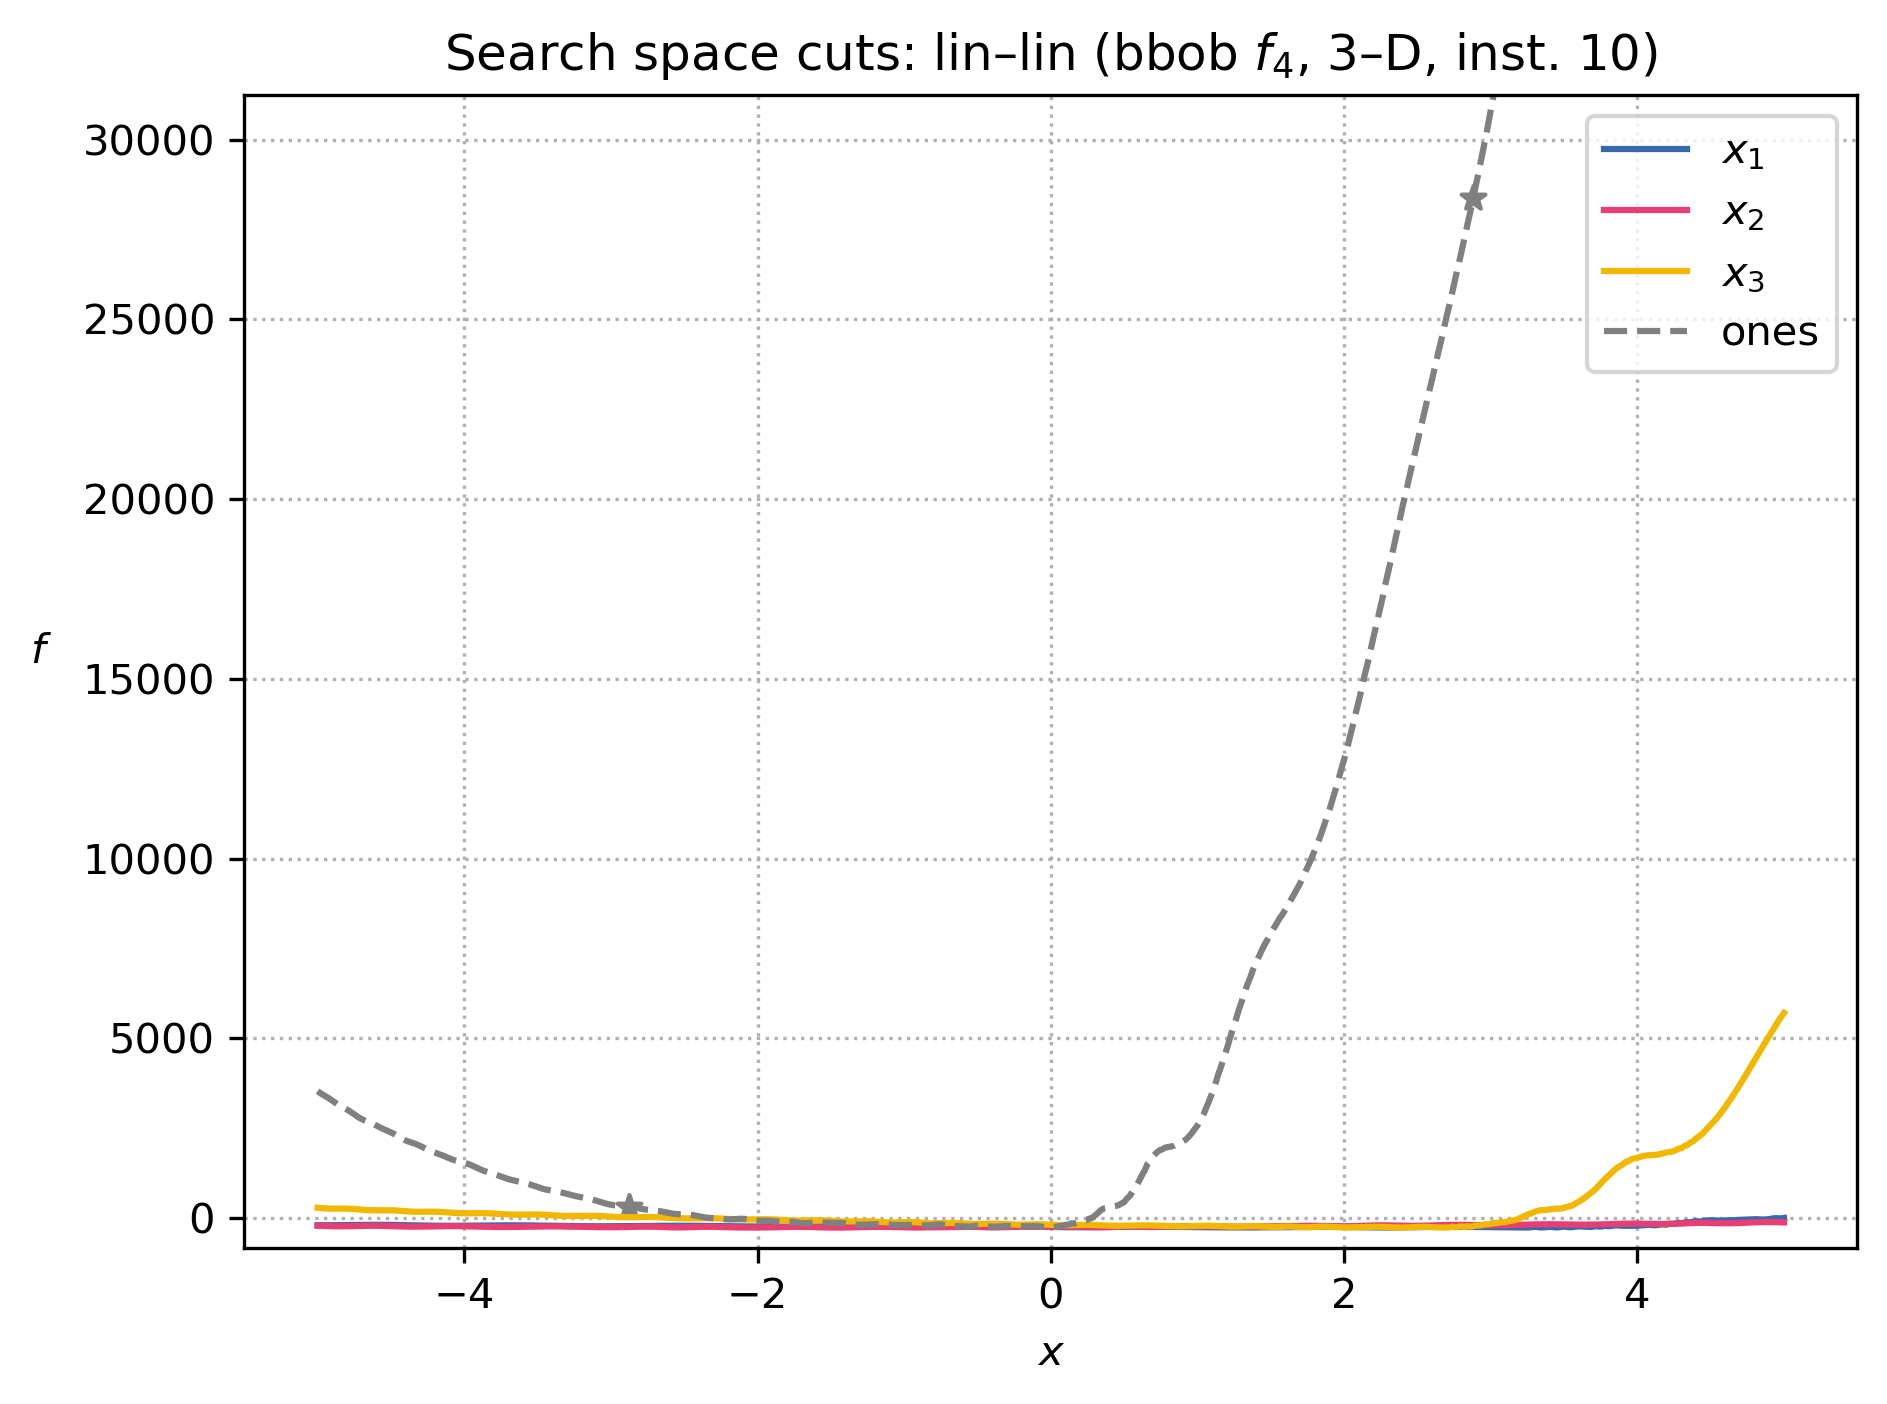 Search space cuts: lin–lin (bbob f₄, 3–D, inst. 10)
30000
25000
20000
15000
10000
5000
0
f
−4
−2
0
2
4
x
x₁
x₂
x₃
ones